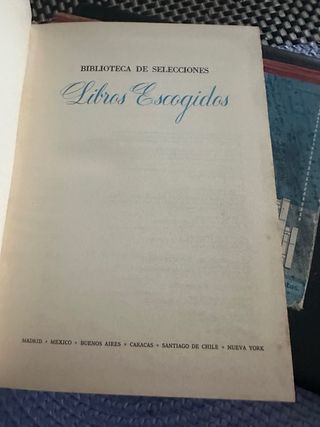 BIBLIOTECA DE SELECCIONES
Libros Escogidos
MADRID • MEXICO • BUENOS AIRES • CARACAS • SANTIAGO DE CHILE • NUEVA YORK